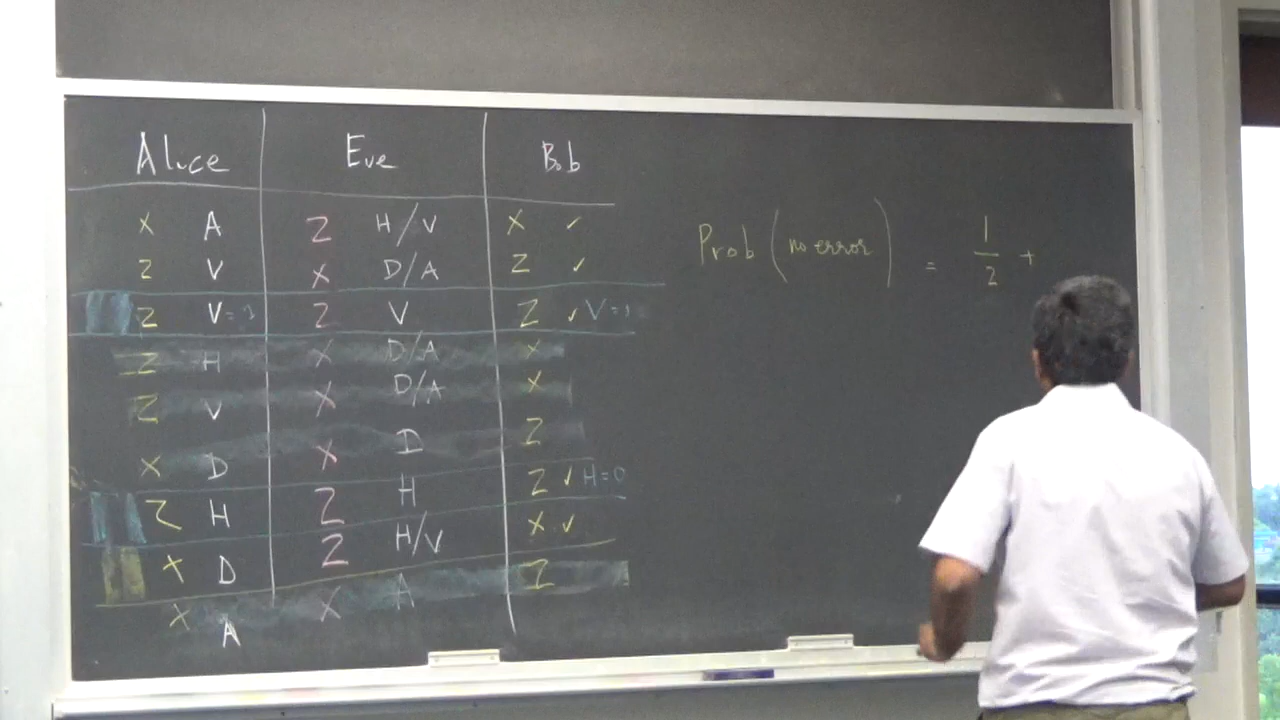 Alice Eve Bob
X A Z H/V X ✓
Z V X D/A Z ✓
Z V=1 Z V Z ✓ V=1
Z H X D/A X
Z V X D/A X
X D X D Z
Z H Z H Z ✓ H=0
X D Z H/V X ✓
X A X A Z
Prob (no error) = 1/2 +